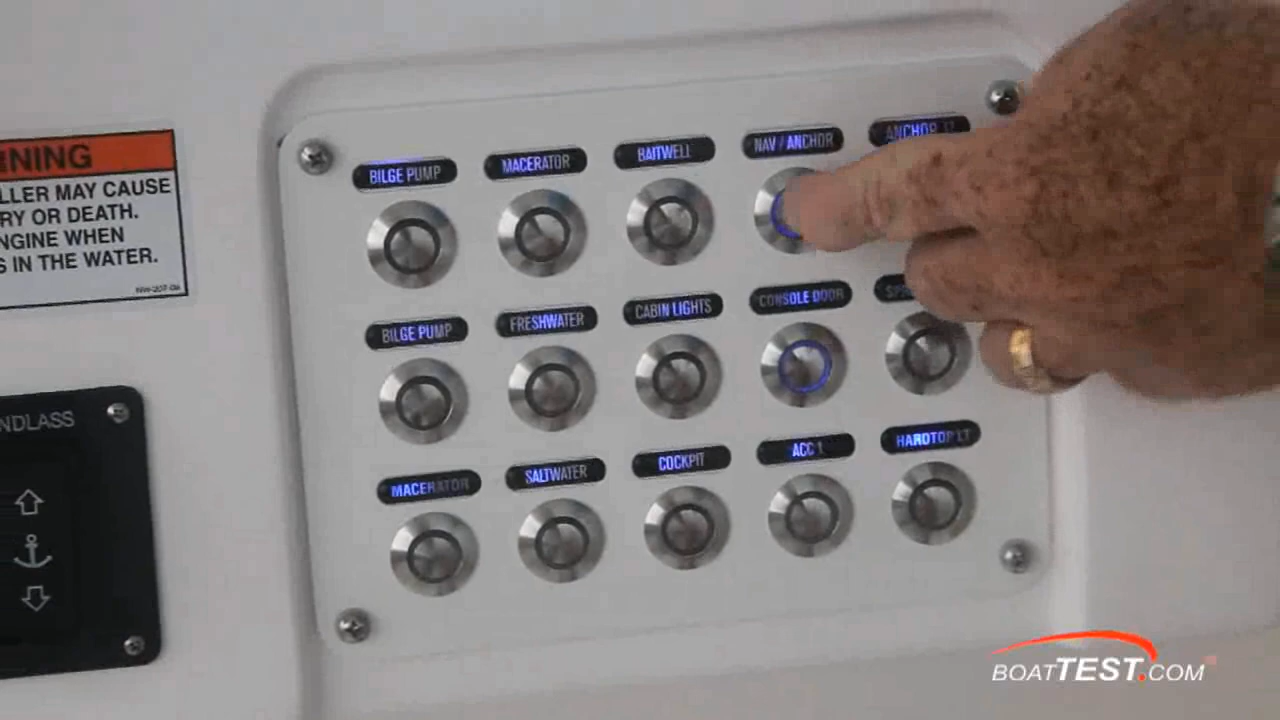 NING
LLER MAY CAUSE
RY OR DEATH.
NGINE WHEN
S IN THE WATER.
NDLASS
BILGE PUMP
MACERATOR
BAITWELL
NAV / ANCHOR
BILGE PUMP
FRESHWATER
CABIN LIGHTS
CONSOLE DOOR
MACERATOR
SALTWATER
COCKPIT
ACC 1
HARDTOP LT
BOATTEST.COM